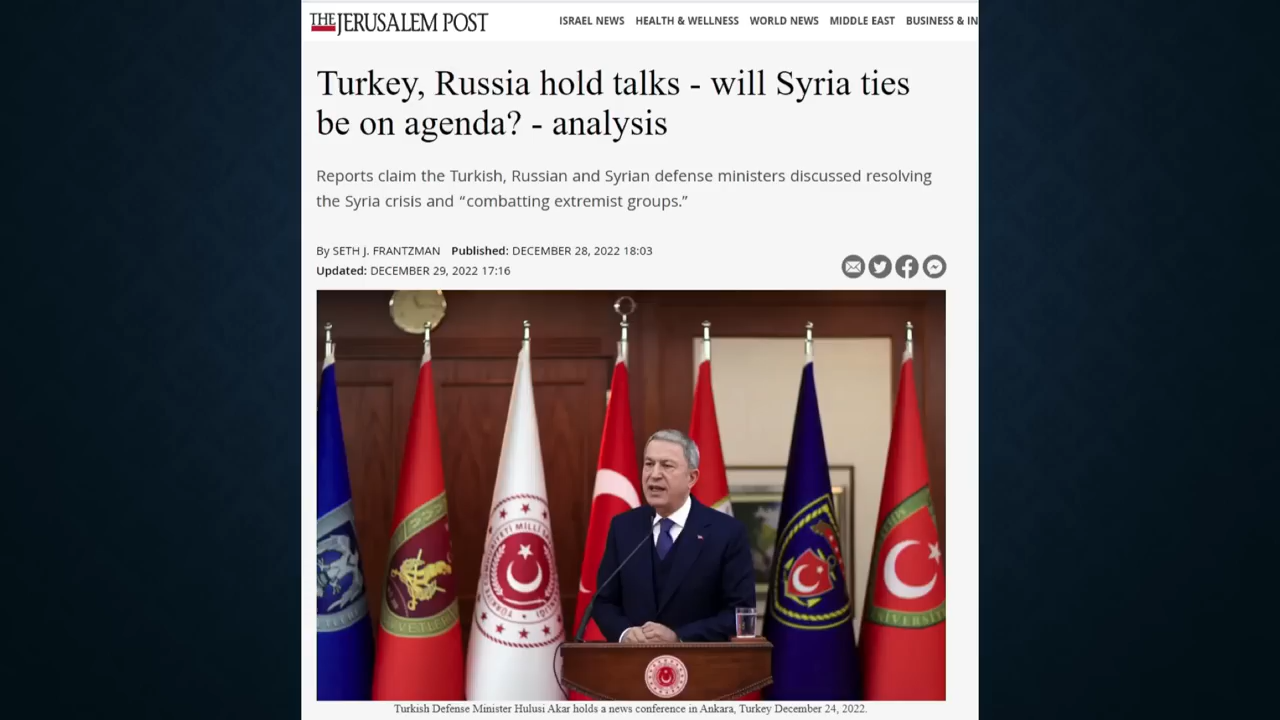 THE JERUSALEM POST
ISRAEL NEWS HEALTH & WELLNESS WORLD NEWS MIDDLE EAST BUSINESS & IN
Turkey, Russia hold talks - will Syria ties
be on agenda? - analysis
Reports claim the Turkish, Russian and Syrian defense ministers discussed resolving
the Syria crisis and “combatting extremist groups.”
By SETH J. FRANTZMAN Published: DECEMBER 28, 2022 18:03
Updated: DECEMBER 29, 2022 17:16
Turkish Defense Minister Hulusi Akar holds a news conference in Ankara, Turkey December 24, 2022.